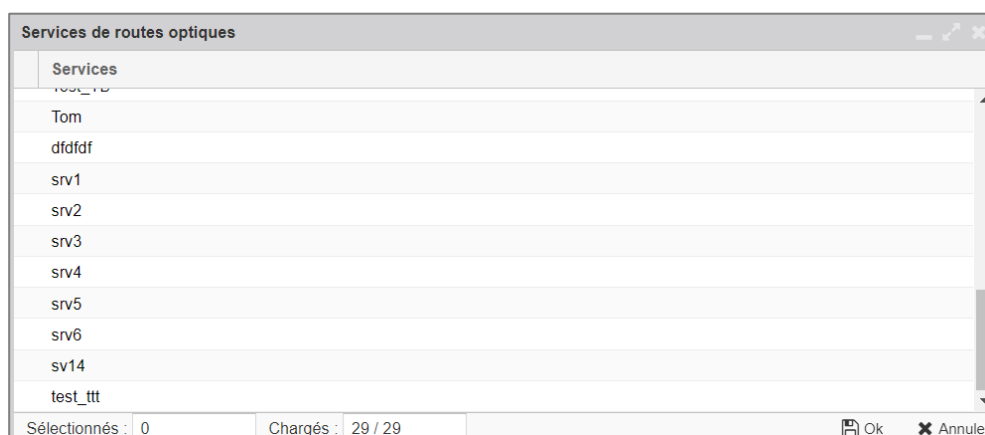 Services de routes optiques
Services
Tom
dfdfdf
srv1
srv2
srv3
srv4
srv5
srv6
sv14
test_ttt
Sélectionnés : 0 Chargés : 29 / 29 Ok Annule